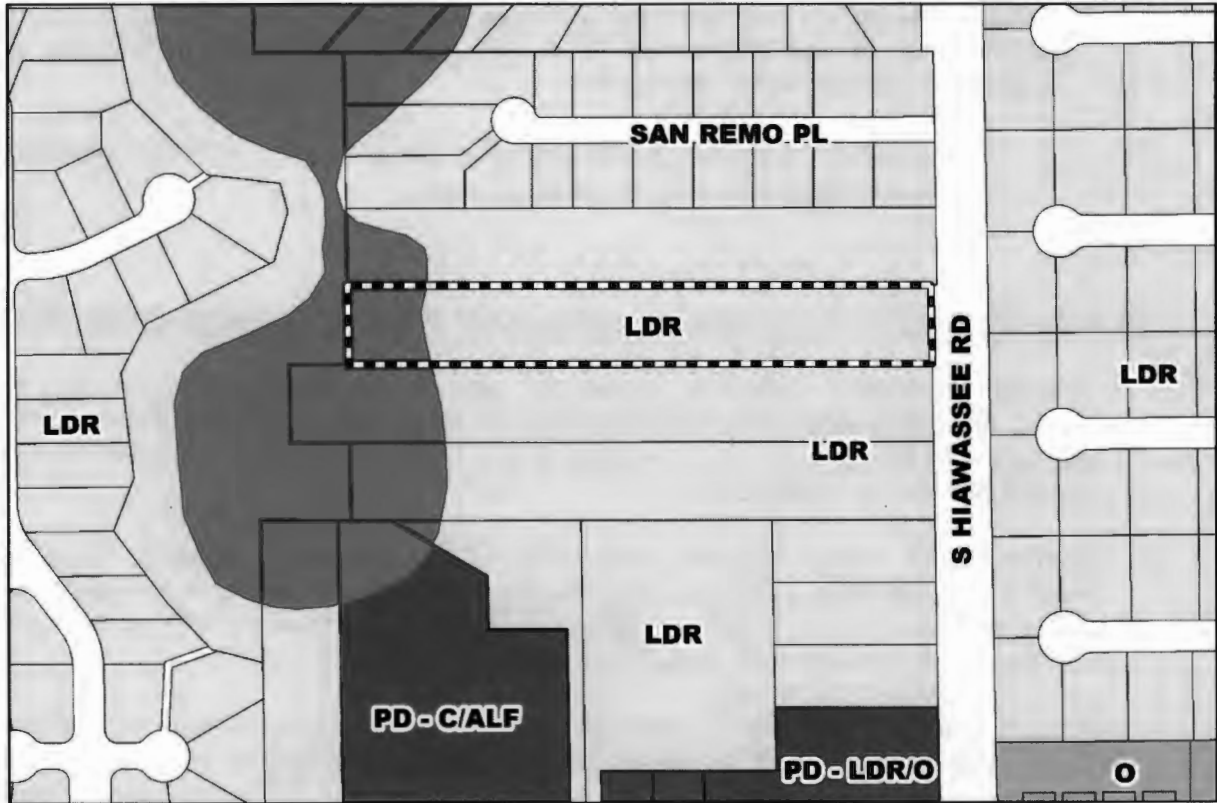 SAN REMO PL
LDR
LDR
LDR
LDR
S HIAWASSEE RD
LDR
PD - C/ALF
PD - LDR/O
O